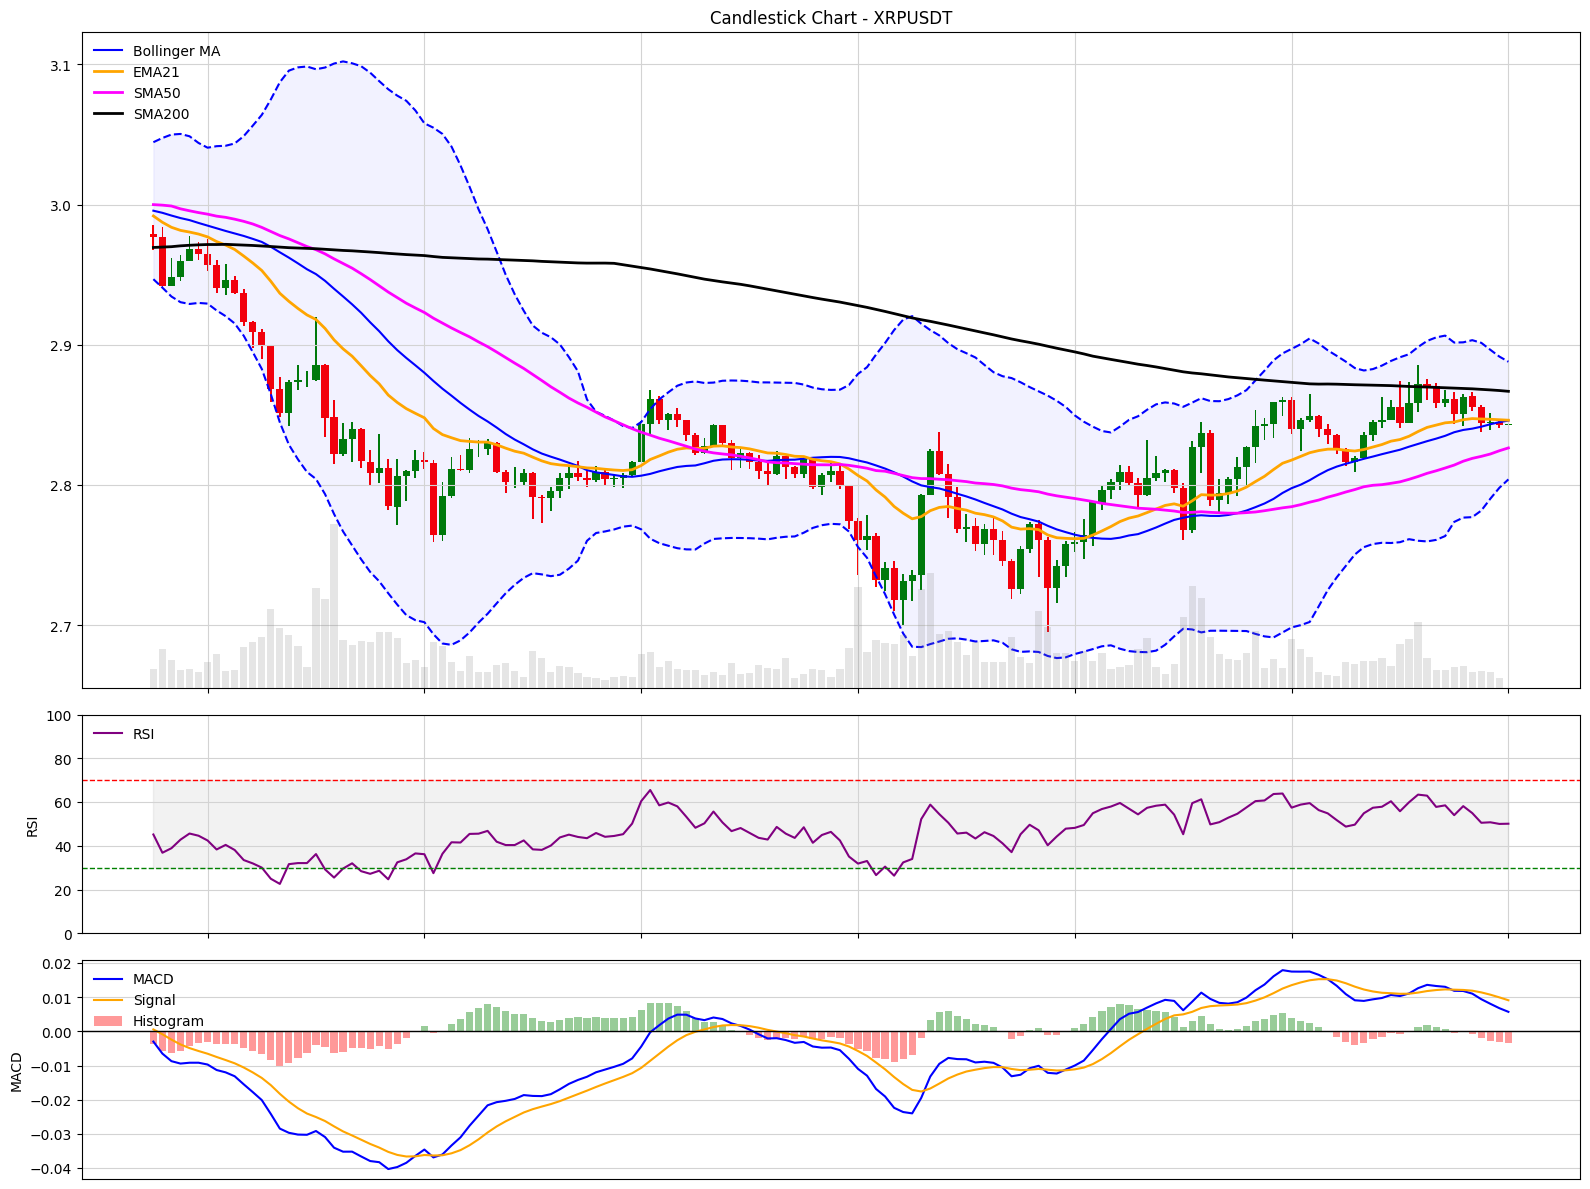 Candlestick Chart - XRPUSDT
Bollinger MA
EMA21
SMA50
SMA200
3.1
3.0
2.9
2.8
2.7
RSI
100
80
60
40
20
0
RSI
MACD
Signal
Histogram
0.02
0.01
0.00
−0.01
−0.02
−0.03
−0.04
MACD